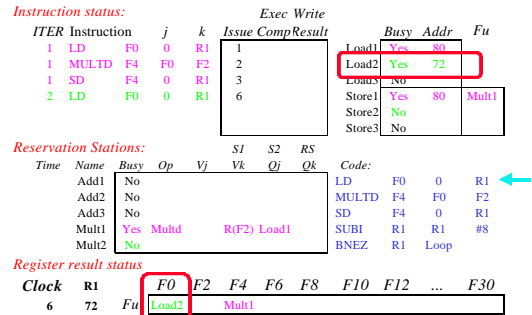 Instruction status: Exec Write
ITER Instruction j k Issue Comp Result Busy Addr Fu
1 LD F0 0 R1 1 Load1 Yes 80
1 MULTD F4 F0 F2 2 Load2 Yes 72
1 SD F4 0 R1 3 Load3 No
2 LD F0 0 R1 6 Store1 Yes 80 Mult1
Store2 No
Store3 No
Reservation Stations: S1 S2 RS
Time Name Busy Op Vj Vk Qj Qk Code:
Add1 No LD F0 0 R1
Add2 No MULTD F4 F0 F2
Add3 No SD F4 0 R1
Mult1 Yes Multd R(F2) Load1 SUBI R1 R1 #8
Mult2 No BNEZ R1 Loop
Register result status
Clock R1 F0 F2 F4 F6 F8 F10 F12 ... F30
6 72 Fu Load2 Mult1